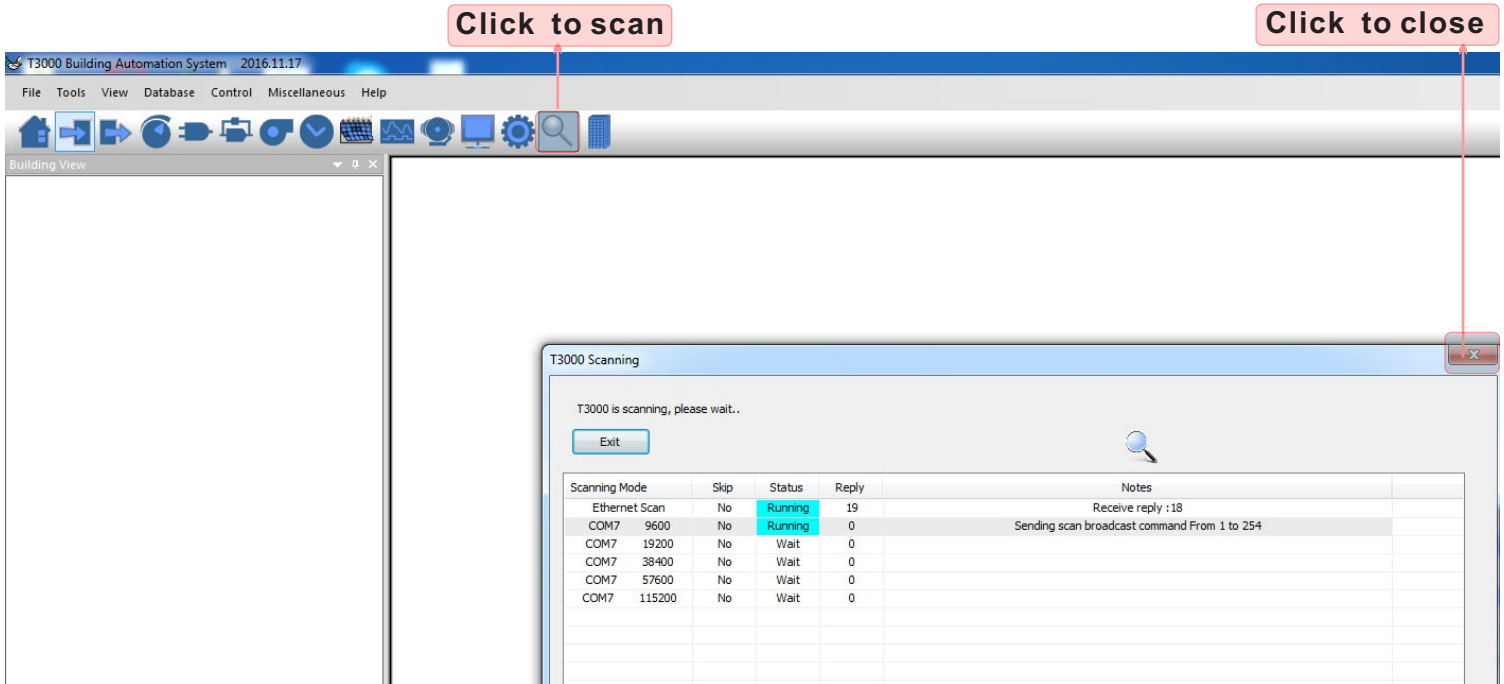 Click to scan
Click to close
T3000 Building Automation System 2016.11.17
File Tools View Database Control Miscellaneous Help
Building View
T3000 Scanning
T3000 is scanning, please wait..
Exit
Scanning Mode Skip Status Reply Notes
Ethernet Scan No Running 19 Receive reply :18
COM7 9600 No Running 0 Sending scan broadcast command From 1 to 254
COM7 19200 No Wait 0
COM7 38400 No Wait 0
COM7 57600 No Wait 0
COM7 115200 No Wait 0